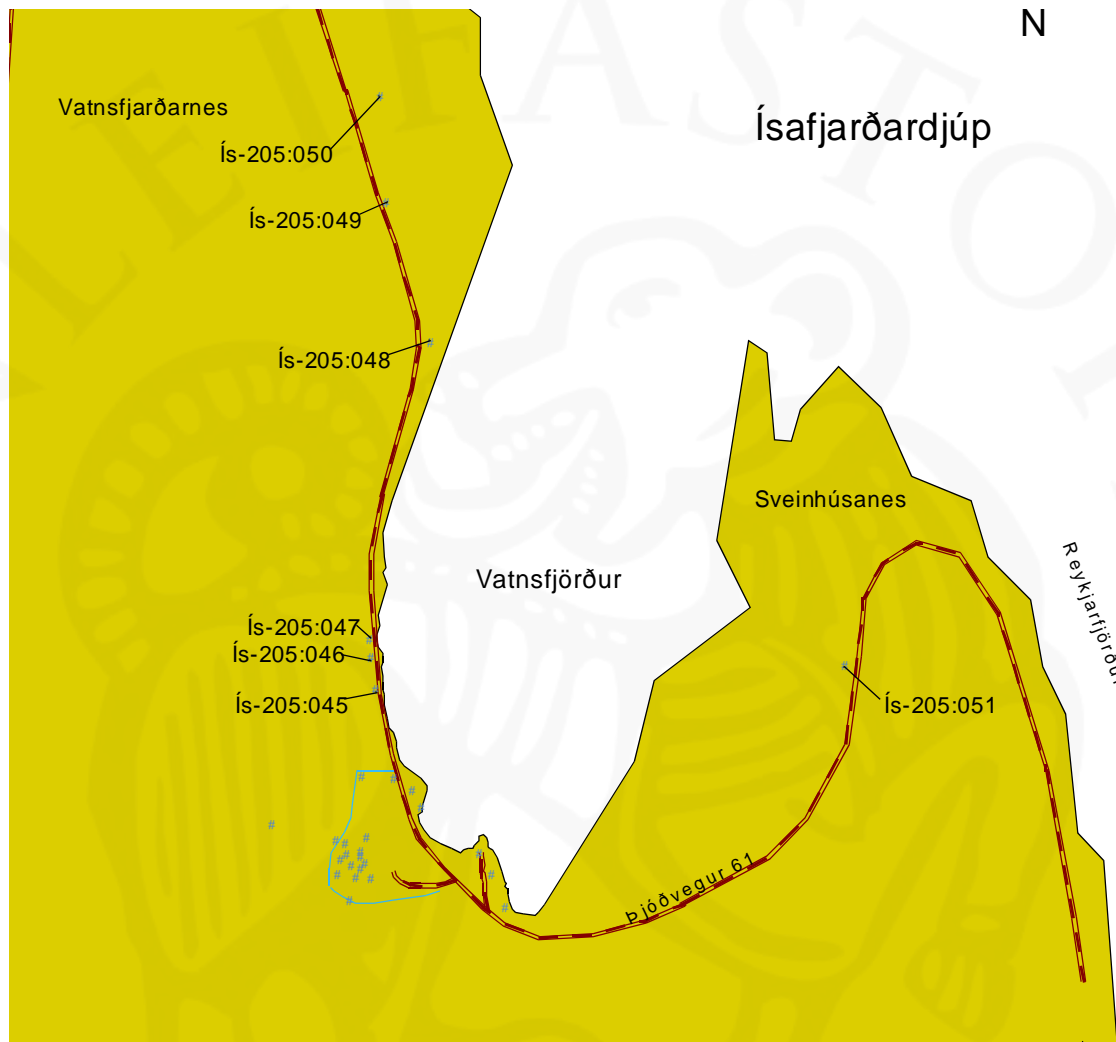 N
Vatnsfjarðarnes
Ísafjarðardjúp
Ís-205:050
Ís-205:049
Ís-205:048
Sveinhúsanes
Reykjarfjörður
Vatnsfjörður
Ís-205:047
Ís-205:046
Ís-205:045
Ís-205:051
Þjóðvegur 61